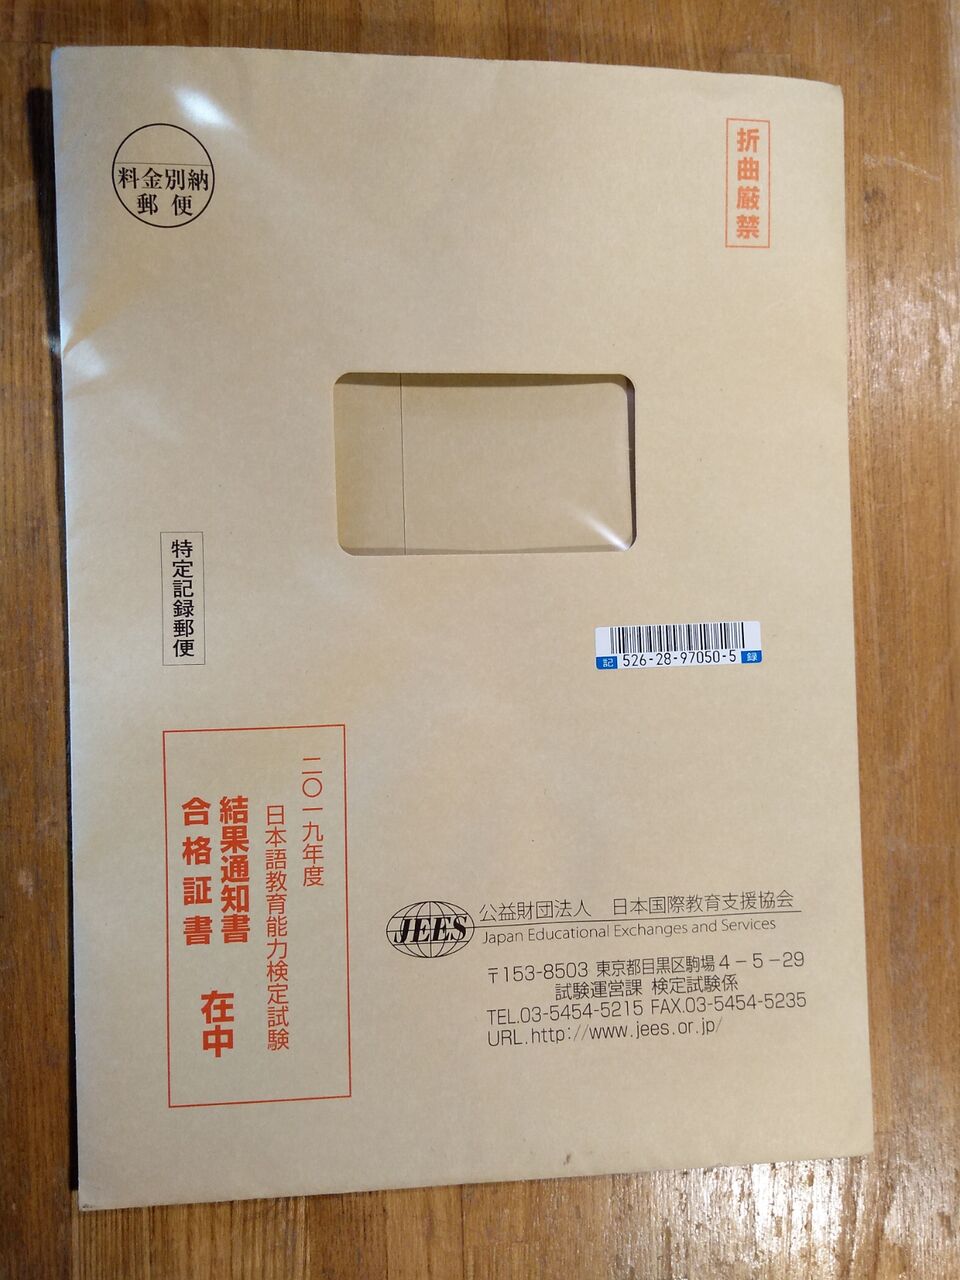 料金別納
郵便
折曲厳禁
特定記録郵便
記 526-28-97050-5 録
二〇一九年度
日本語教育能力検定試験
結果通知書
合格証書
在中
JEES
公益財団法人 日本国際教育支援協会
Japan Educational Exchanges and Services
〒153-8503 東京都目黒区駒場4-5-29
試験運営課 検定試験係
TEL.03-5454-5215 FAX.03-5454-5235
URL.http://www.jees.or.jp/